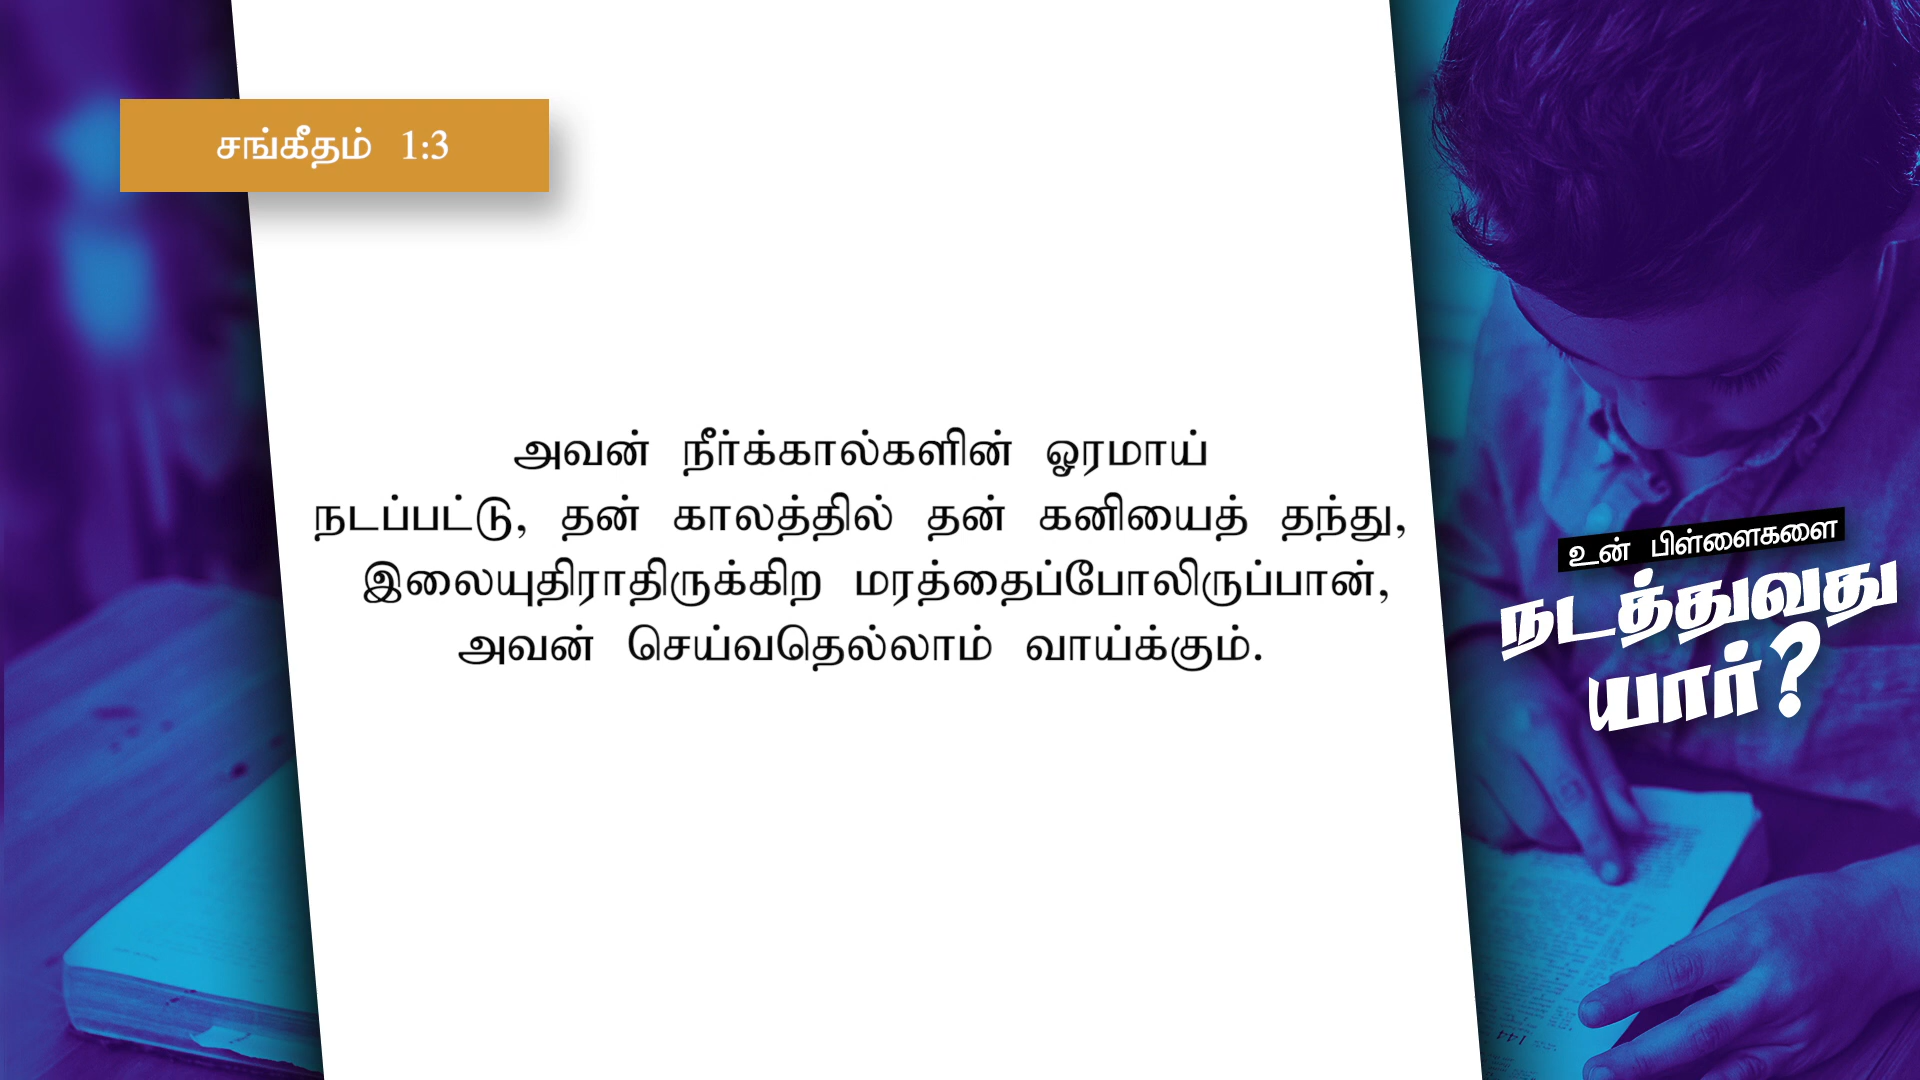 சங்கீதம் 1:3
அவன் நீர்க்கால்களின் ஓரமாய்
நடப்பட்டு, தன் காலத்தில் தன் கனியைத் தந்து,
இலையுதிராதிருக்கிற மரத்தைப்போலிருப்பான்,
அவன் செய்வதெல்லாம் வாய்க்கும்.
உன் பிள்ளைகளை
நடத்துவது
யார்?